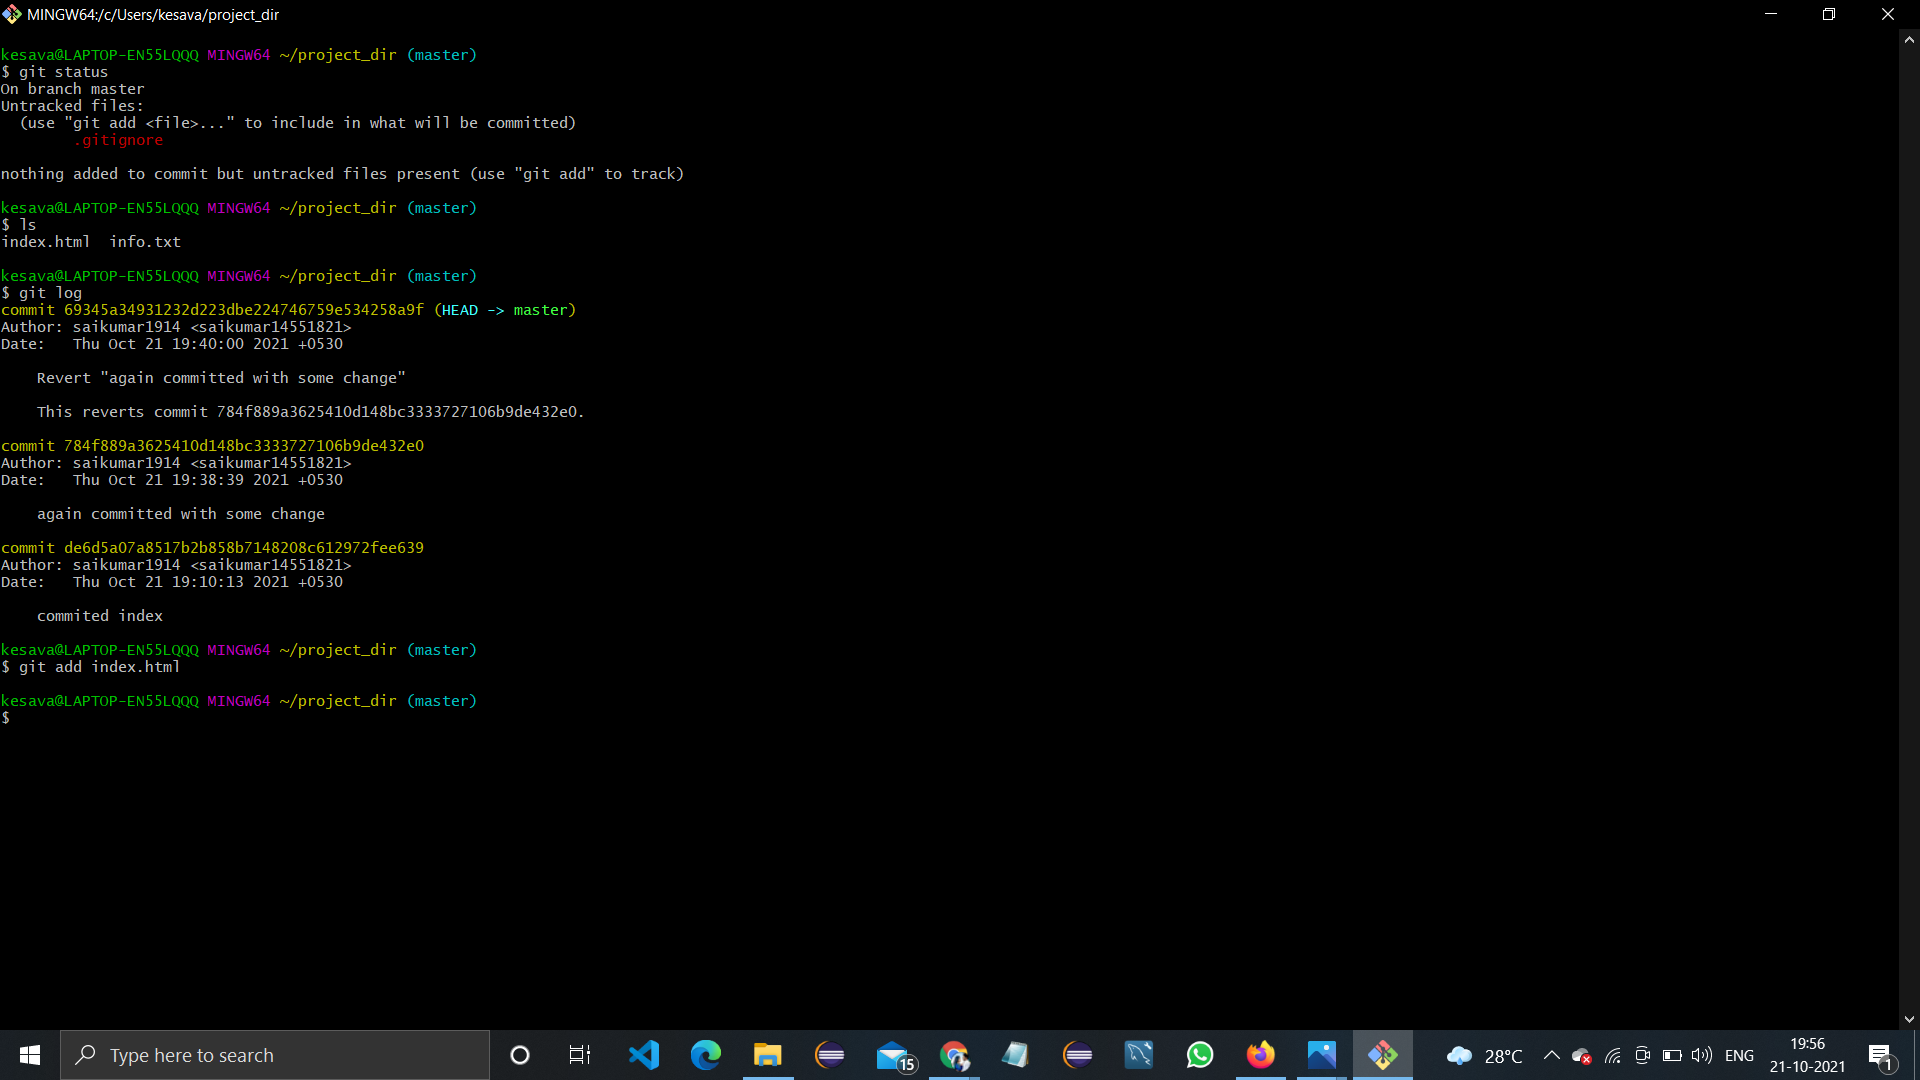 MINGW64:/c/Users/kesava/project_dir
kesava@LAPTOP-EN55LQQQ MINGW64 ~/project_dir (master)
$ git status
On branch master
Untracked files:
  (use "git add <file>..." to include in what will be committed)
        .gitignore
nothing added to commit but untracked files present (use "git add" to track)
kesava@LAPTOP-EN55LQQQ MINGW64 ~/project_dir (master)
$ ls
index.html  info.txt
kesava@LAPTOP-EN55LQQQ MINGW64 ~/project_dir (master)
$ git log
commit 69345a34931232d223dbe224746759e534258a9f (HEAD -> master)
Author: saikumar1914 <saikumar14551821>
Date:   Thu Oct 21 19:40:00 2021 +0530
    Revert "again committed with some change"
    This reverts commit 784f889a3625410d148bc3333727106b9de432e0.
commit 784f889a3625410d148bc3333727106b9de432e0
Author: saikumar1914 <saikumar14551821>
Date:   Thu Oct 21 19:38:39 2021 +0530
    again committed with some change
commit de6d5a07a8517b2b858b7148208c612972fee639
Author: saikumar1914 <saikumar14551821>
Date:   Thu Oct 21 19:10:13 2021 +0530
    commited index
kesava@LAPTOP-EN55LQQQ MINGW64 ~/project_dir (master)
$ git add index.html
kesava@LAPTOP-EN55LQQQ MINGW64 ~/project_dir (master)
$
Type here to search
15
28°C
ENG
19:56
21-10-2021
1